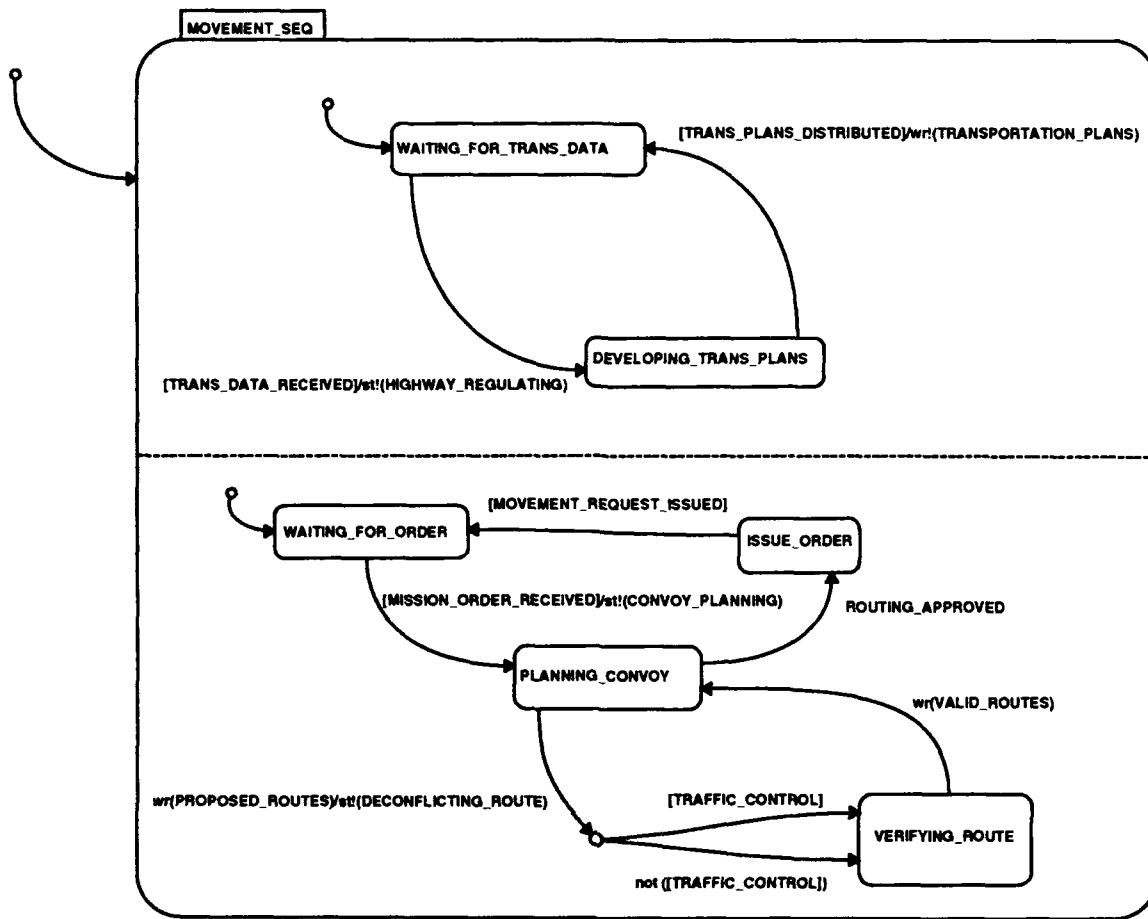 MOVEMENT_SEQ
[TRANS_PLANS_DISTRIBUTED]/wr!(TRANSPORTATION_PLANS)
WAITING_FOR_TRANS_DATA
DEVELOPING_TRANS_PLANS
[TRANS_DATA_RECEIVED]/st!(HIGHWAY_REGULATING)
[MOVEMENT_REQUEST_ISSUED]
WAITING_FOR_ORDER
ISSUE_ORDER
[MISSION_ORDER_RECEIVED]/st!(CONVOY_PLANNING)
ROUTING_APPROVED
PLANNING_CONVOY
wr(VALID_ROUTES)
wr(PROPOSED_ROUTES)/st!(DECONFLICTING_ROUTE)
[TRAFFIC_CONTROL]
VERIFYING_ROUTE
not ([TRAFFIC_CONTROL])